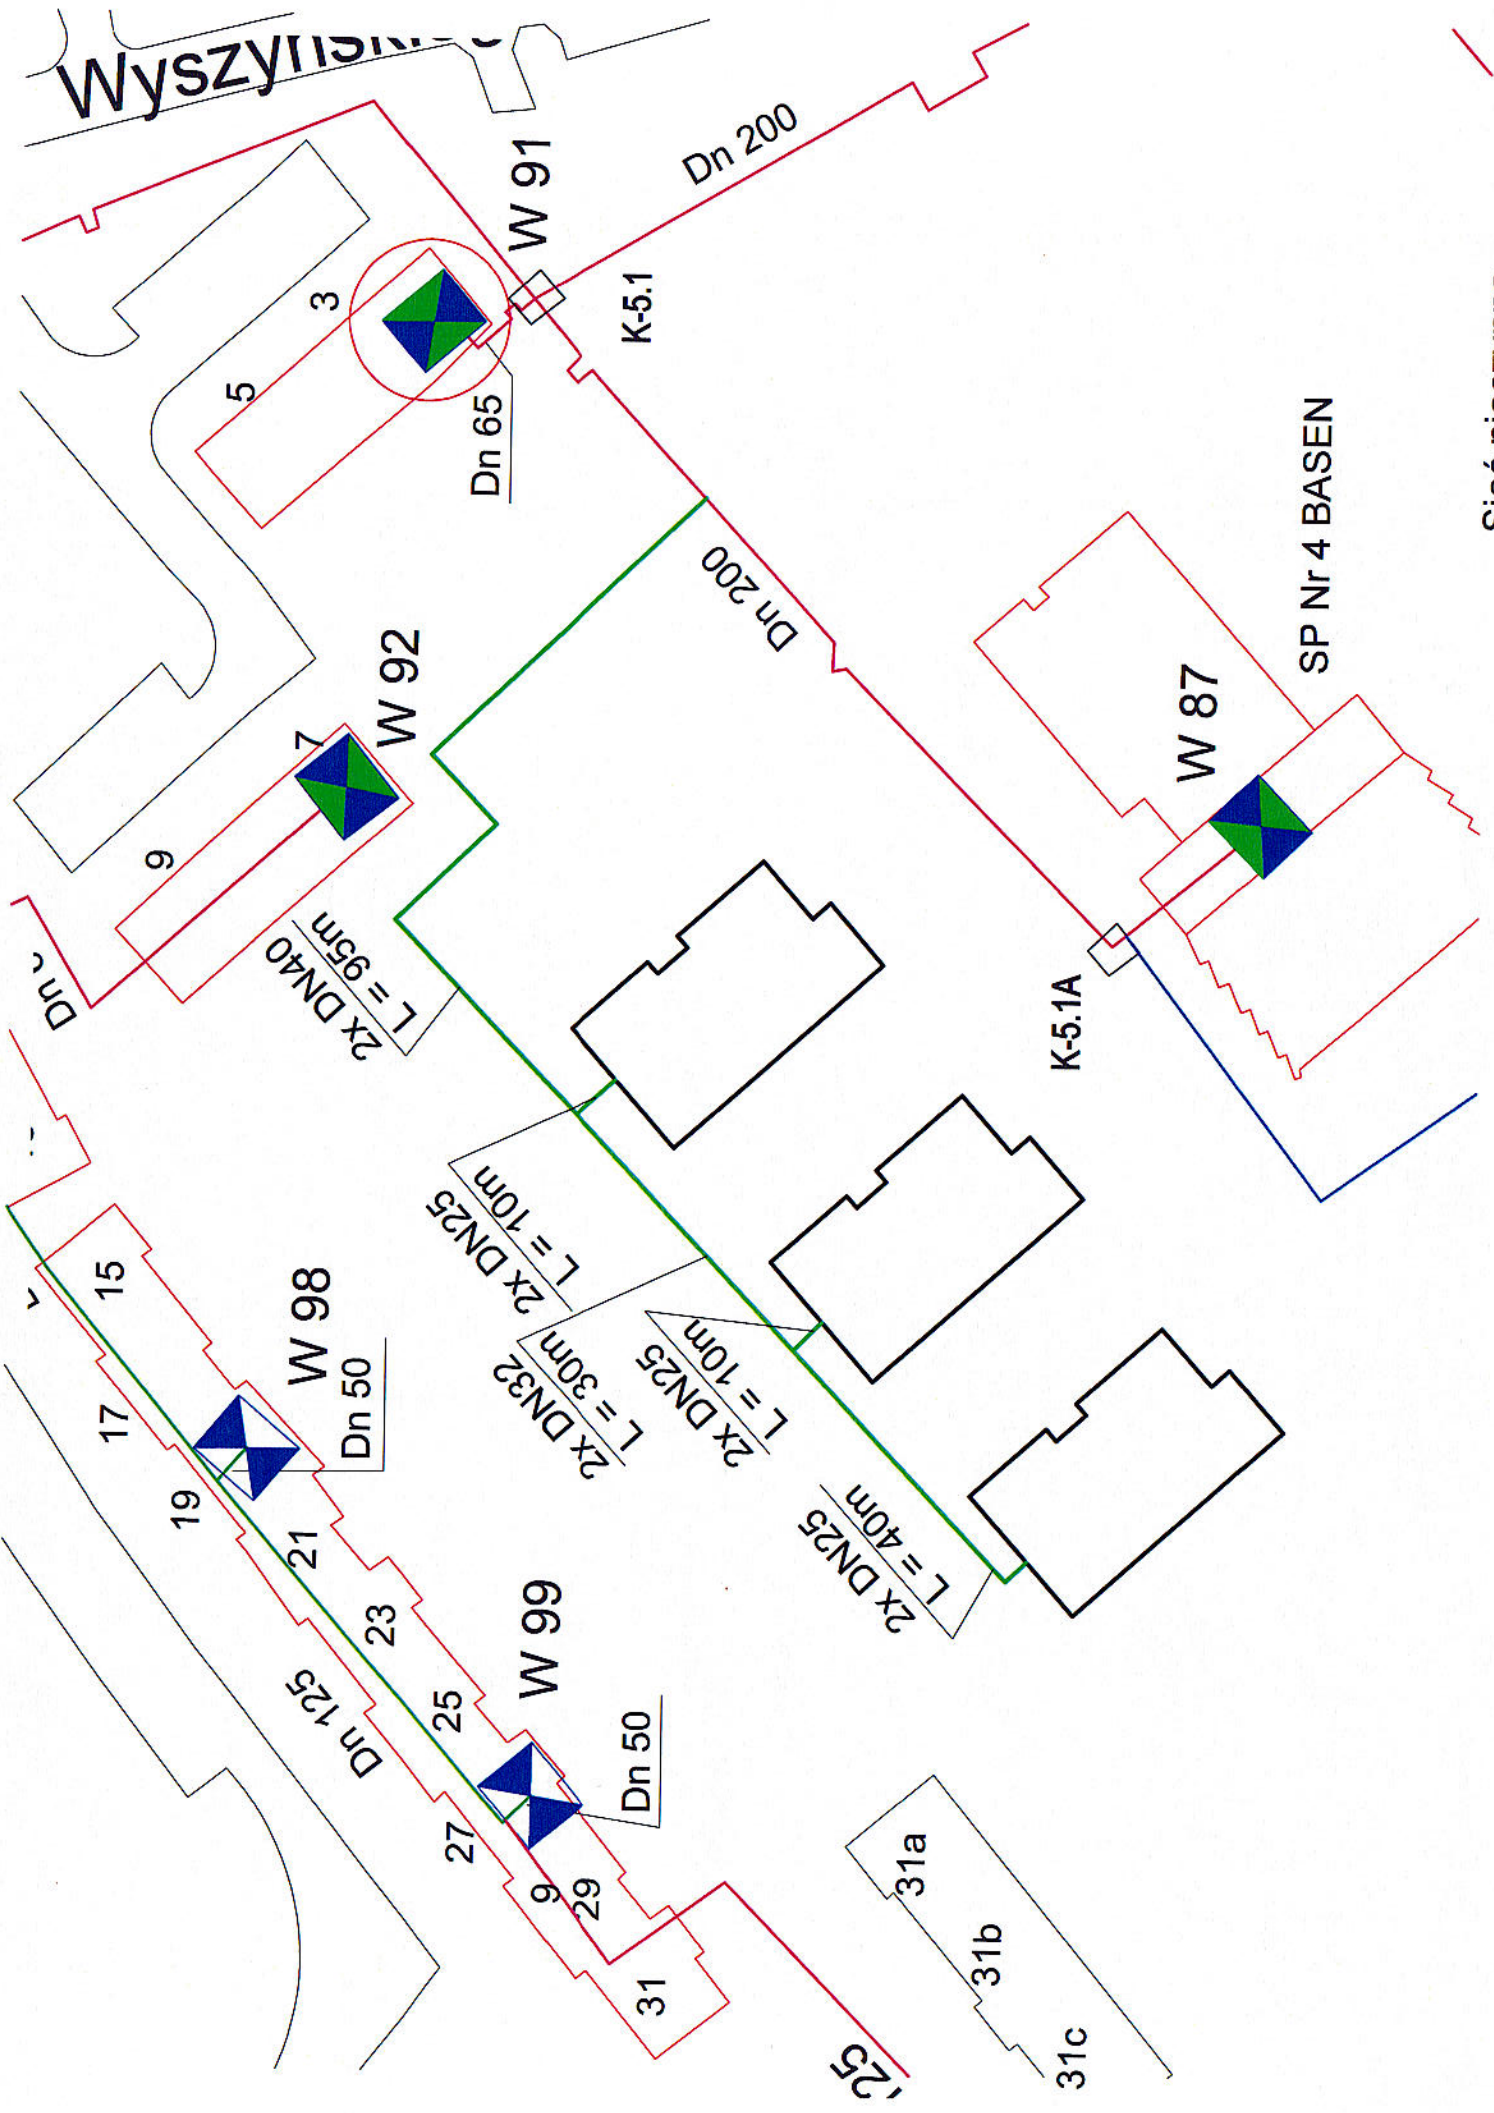 Dn 200
W 91
3
K-5.1
5
Dn 65
Dn 200
SP Nr 4 BASEN
W 92
7
W 87
9
2x DN40
L = 95m
Dn
K-5.1A
2x DN25
L = 10m
15
W 98
Dn 50
17
2x DN32
L = 30m
2x DN25
L = 10m
19
21
2x DN25
L = 40m
23
W 99
25
Dn 125
Dn 50
27
9
29
31a
31b
31
31c